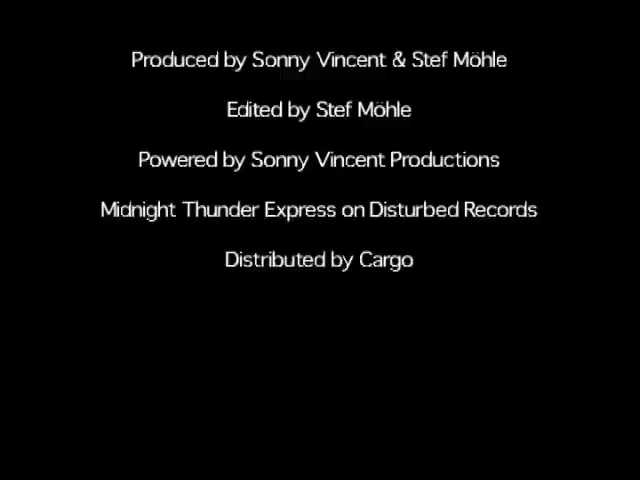 Produced by Sonny Vincent & Stef Möhle
Edited by Stef Möhle
Powered by Sonny Vincent Productions
Midnight Thunder Express on Disturbed Records
Distributed by Cargo